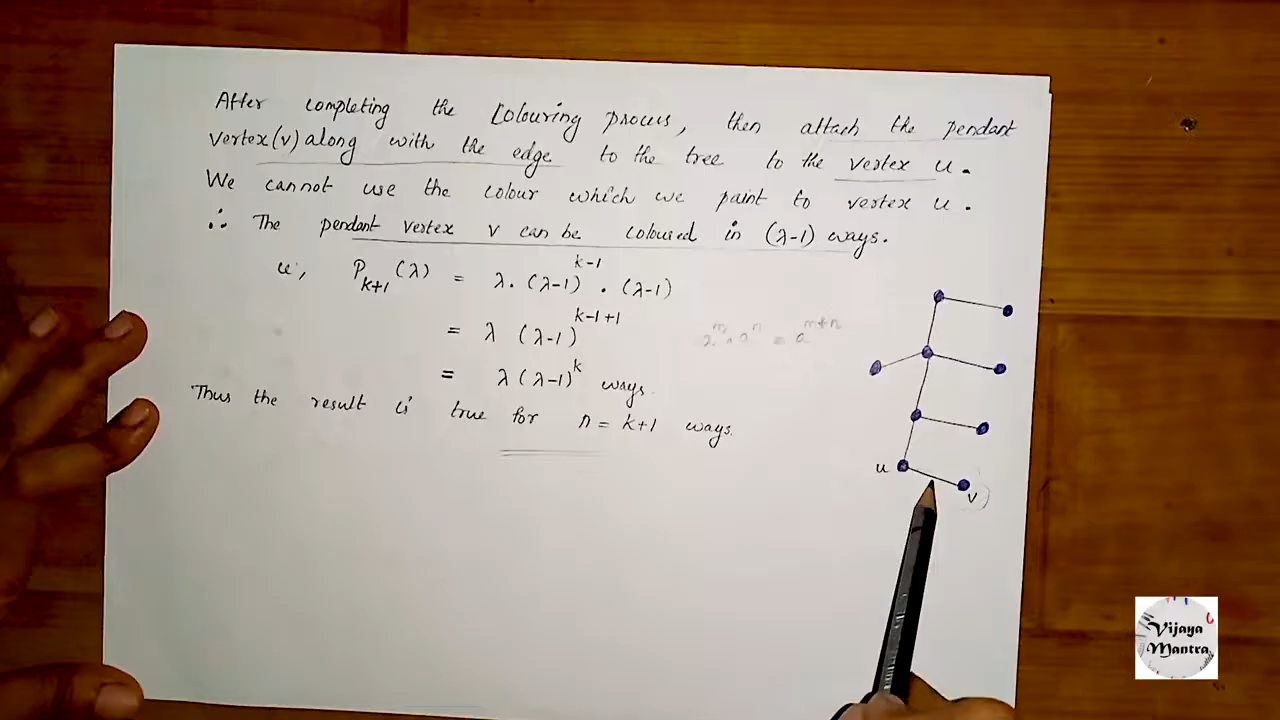 After completing the Colouring process, then attach the pendant
vertex(v) along with the edge to the tree to the vertex u.
We cannot use the colour which we paint to vertex u.
∴ The pendant vertex v can be coloured in (λ-1) ways.
ie, P_{k+1}(λ) = λ.(λ-1)^{k-1} . (λ-1)
= λ (λ-1)^{k-1+1}
a^m . a^n = a^{m+n}
= λ(λ-1)^k ways.
Thus the result is true for n = k+1 ways.
u
v
Vijaya
Mantra